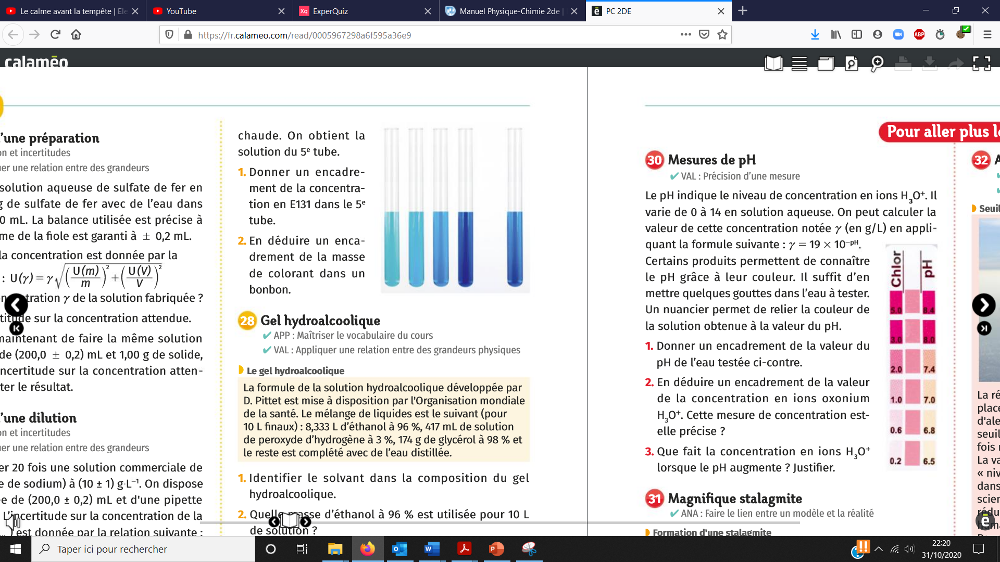 Le calme avant la tempête | Ele
YouTube
ExperQuiz
Manuel Physique-Chimie 2de |
PC 2DE
https://fr.calameo.com/read/0005967298a6f595a36e9
calaméo
'une préparation
on et incertitudes
uer une relation entre des grandeurs
solution aqueuse de sulfate de fer en
g de sulfate de fer avec de l'eau dans
0 mL. La balance utilisée est précise à
me de la fiole est garanti à ± 0,2 mL.
la concentration est donnée par la
: U(γ) = γ √((U(m)/m)² + (U(V)/V)²)
tration γ de la solution fabriquée ?
titude sur la concentration attendue.
maintenant de faire la même solution
de (200,0 ± 0,2) mL et 1,00 g de solide,
ncertitude sur la concentration atten-
ter le résultat.
'une dilution
on et incertitudes
uer une relation entre des grandeurs
er 20 fois une solution commerciale de
e de sodium) à (10 ± 1) g·L⁻¹. On dispose
e de (200,0 ± 0,2) mL et d'une pipette
L'incertitude sur la concentration de la
) est donnée par la relation suivante :
chaude. On obtient la
solution du 5e tube.
1. Donner un encadre-
ment de la concentra-
tion en E131 dans le 5e
tube.
2. En déduire un enca-
drement de la masse
de colorant dans un
bonbon.
28 Gel hydroalcoolique
✔ APP : Maîtriser le vocabulaire du cours
✔ VAL : Appliquer une relation entre des grandeurs physiques
Le gel hydroalcoolique
La formule de la solution hydroalcoolique développée par
D. Pittet est mise à disposition par l'Organisation mondiale
de la santé. Le mélange de liquides est le suivant (pour
10 L finaux) : 8,333 L d'éthanol à 96 %, 417 mL de solution
de peroxyde d'hydrogène à 3 %, 174 g de glycérol à 98 % et
le reste est complété avec de l'eau distillée.
1. Identifier le solvant dans la composition du gel
hydroalcoolique.
2. Quelle masse d'éthanol à 96 % est utilisée pour 10 L
de solution ?
Pour aller plus l
30 Mesures de pH
✔ VAL : Précision d'une mesure
Le pH indique le niveau de concentration en ions H₃O⁺. Il
varie de 0 à 14 en solution aqueuse. On peut calculer la
valeur de cette concentration notée γ (en g/L) en appli-
quant la formule suivante : γ = 19 × 10⁻ᵖᴴ.
Certains produits permettent de connaître
le pH grâce à leur couleur. Il suffit d'en
mettre quelques gouttes dans l'eau à tester.
Un nuancier permet de relier la couleur de
la solution obtenue à la valeur du pH.
1. Donner un encadrement de la valeur du
pH de l'eau testée ci-contre.
2. En déduire un encadrement de la valeur
de la concentration en ions oxonium
H₃O⁺. Cette mesure de concentration est-
elle précise ?
3. Que fait la concentration en ions H₃O⁺
lorsque le pH augmente ? Justifier.
Chlor pH
5.0 8.4
3.0 8.0
2.0 7.4
1.0 7.0
0.6 6.8
0.2 6.5
31 Magnifique stalagmite
✔ ANA : Faire le lien entre un modèle et la réalité
Formation d'une stalagmite
32 A
Seuil
La ré
place
d'ale
seuil
fois
La va
« niv
dans
scien
rédu
Taper ici pour rechercher
22:20
31/10/2020